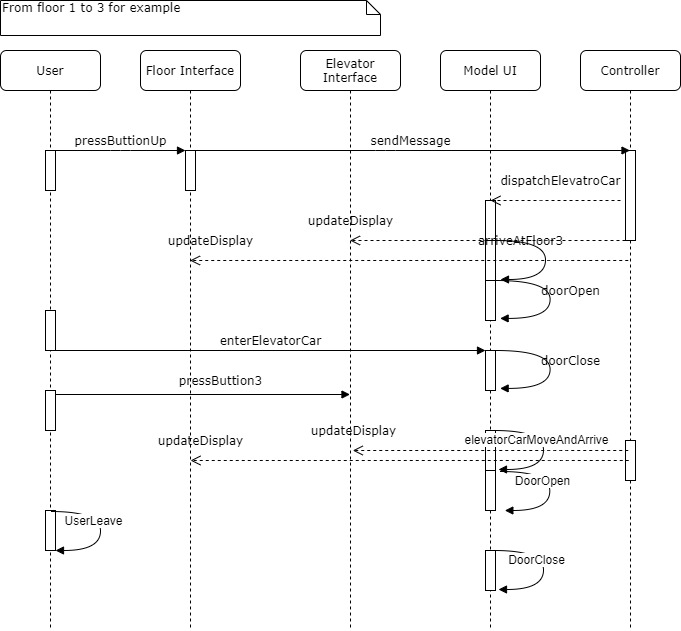 From floor 1 to 3 for example
User
Floor Interface
Elevator
Interface
Model UI
Controller
pressButtionUp
sendMessage
dispatchElevatroCar
updateDisplay
updateDisplay
arriveAtFloor3
doorOpen
enterElevatorCar
doorClose
pressButtion3
updateDisplay
updateDisplay
elevatorCarMoveAndArrive
DoorOpen
UserLeave
DoorClose